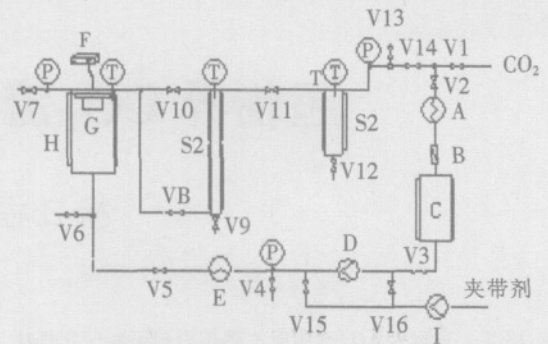 V13
F
P
V14
V1
P
T
T
T
T
CO₂
V7
V10
V11
V2
G
A
H
S2
S2
B
V12
C
VB
V9
V6
P
D
V3
V5
E
V4
夹带剂
V15
V16
I